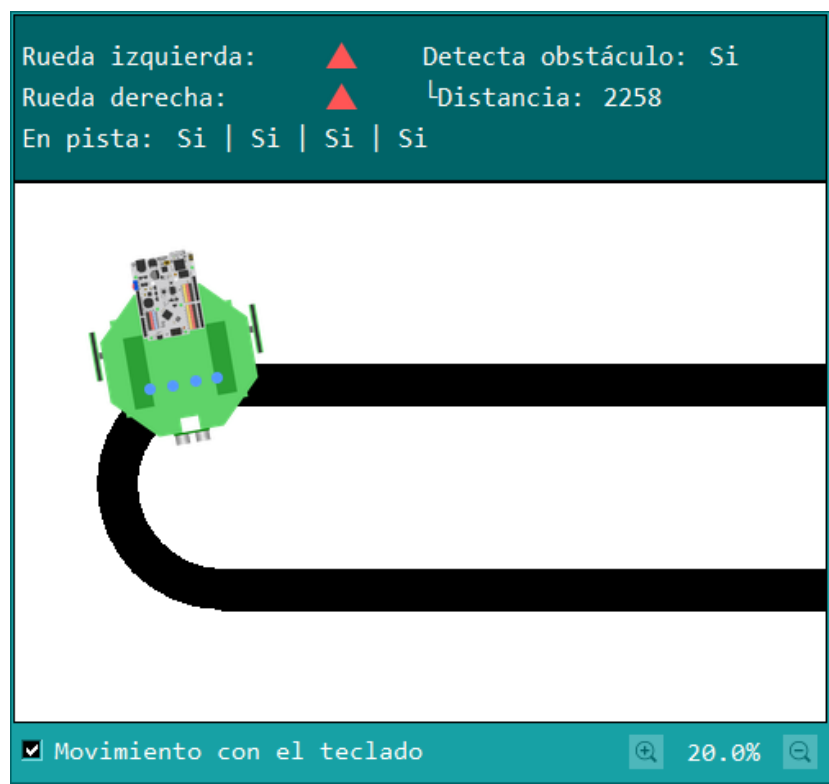 Rueda izquierda: Detecta obstáculo: Si
Rueda derecha: └Distancia: 2258
En pista: Si | Si | Si | Si
Movimiento con el teclado 20.0%